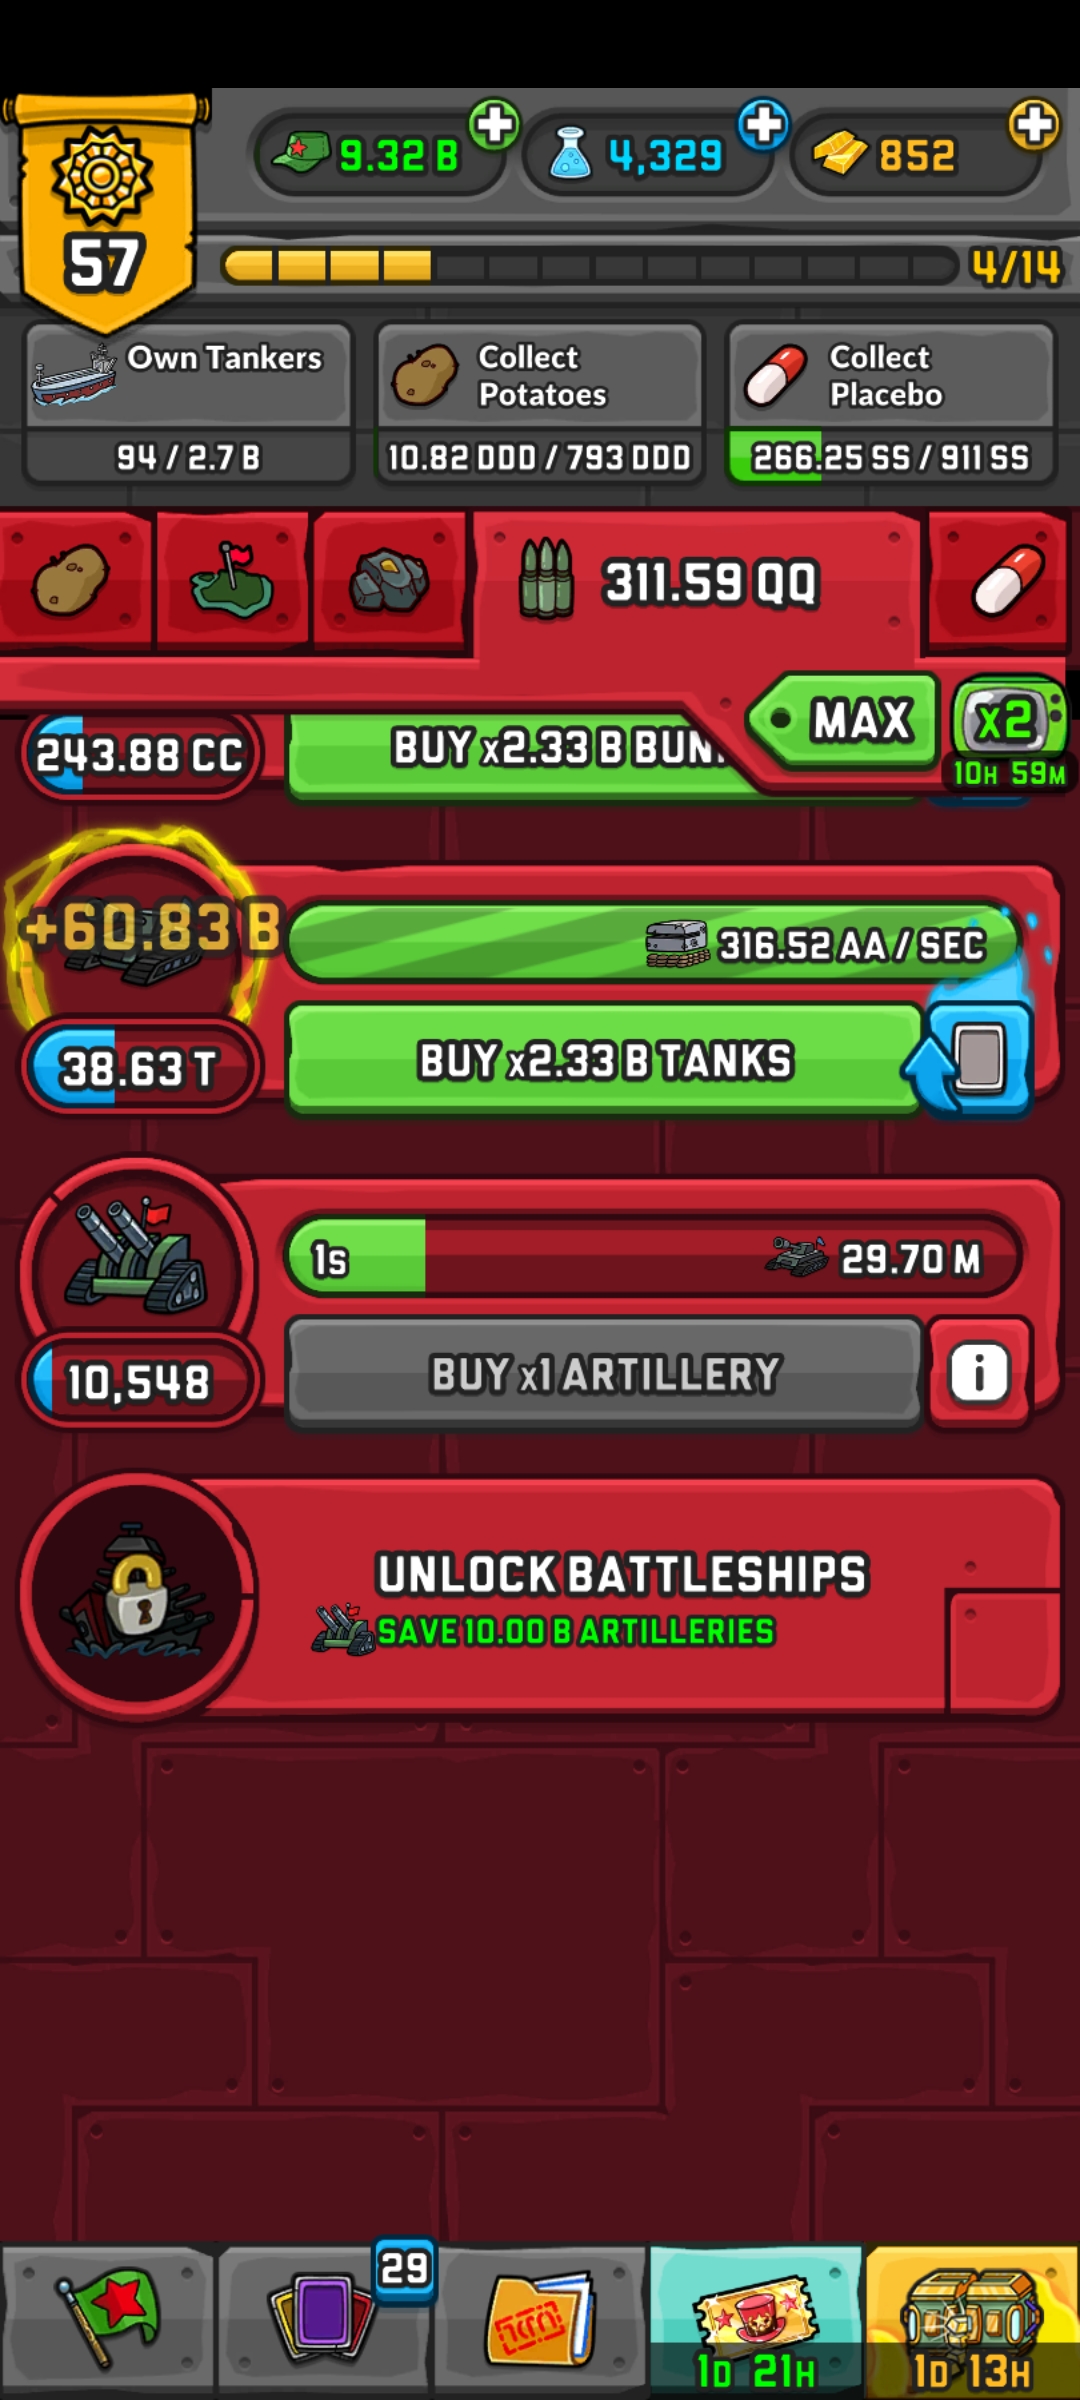 57
9.32 B
4,329
852
4/14
Own Tankers
94 / 2.7 B
Collect
Potatoes
10.82 DDD / 793 DDD
Collect
Placebo
266.25 SS / 911 SS
311.59 QQ
MAX
x2
10H 59M
243.88 CC
BUY x2.33 B
+60.83 B
316.52 AA / SEC
38.63 T
BUY x2.33 B TANKS
1s
29.70 M
10,548
BUY x1 ARTILLERY
i
UNLOCK BATTLESHIPS
SAVE 10.00 B ARTILLERIES
29
1D 21H
1D 13H